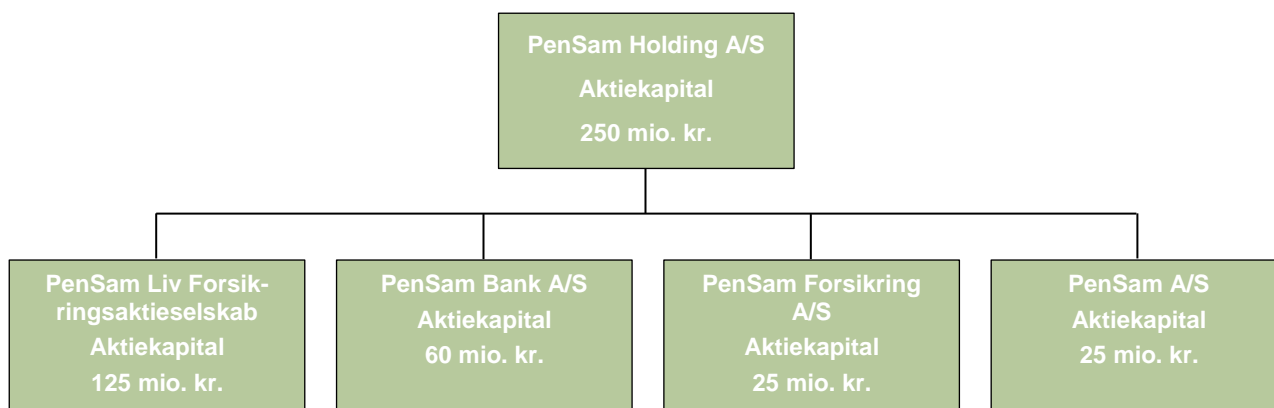 PenSam Holding A/S
Aktiekapital
250 mio. kr.
PenSam Liv Forsik-
ringsaktieselskab
Aktiekapital
125 mio. kr.
PenSam Bank A/S
Aktiekapital
60 mio. kr.
PenSam Forsikring
A/S
Aktiekapital
25 mio. kr.
PenSam A/S
Aktiekapital
25 mio. kr.